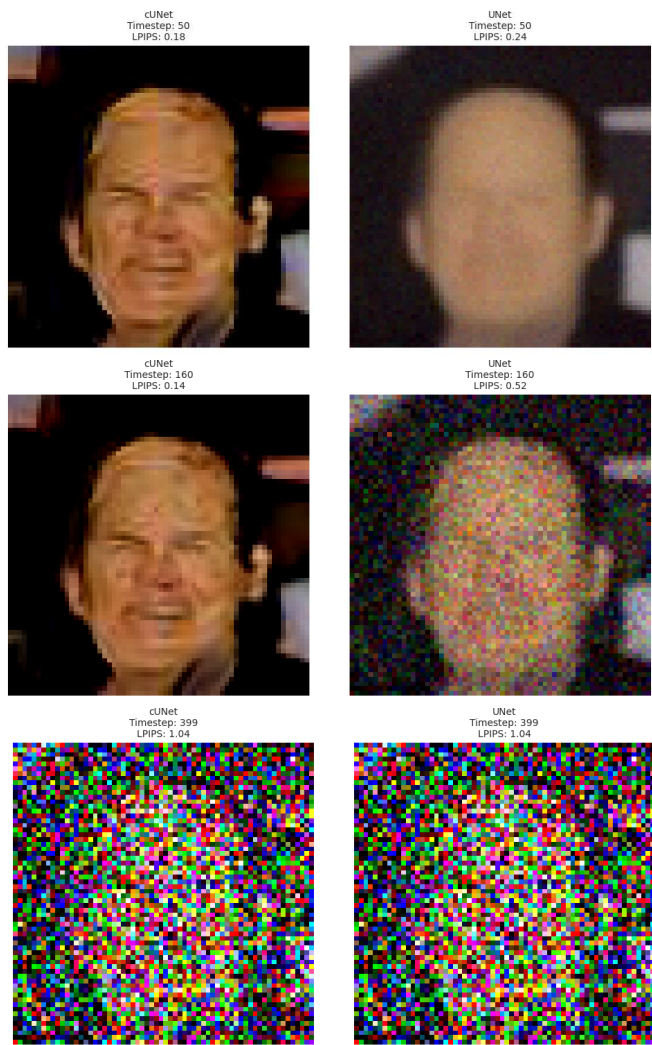 cUNet
Timestep: 50
LPIPS: 0.18
UNet
Timestep: 50
LPIPS: 0.24
cUNet
Timestep: 160
LPIPS: 0.14
UNet
Timestep: 160
LPIPS: 0.52
cUNet
Timestep: 399
LPIPS: 1.04
UNet
Timestep: 399
LPIPS: 1.04